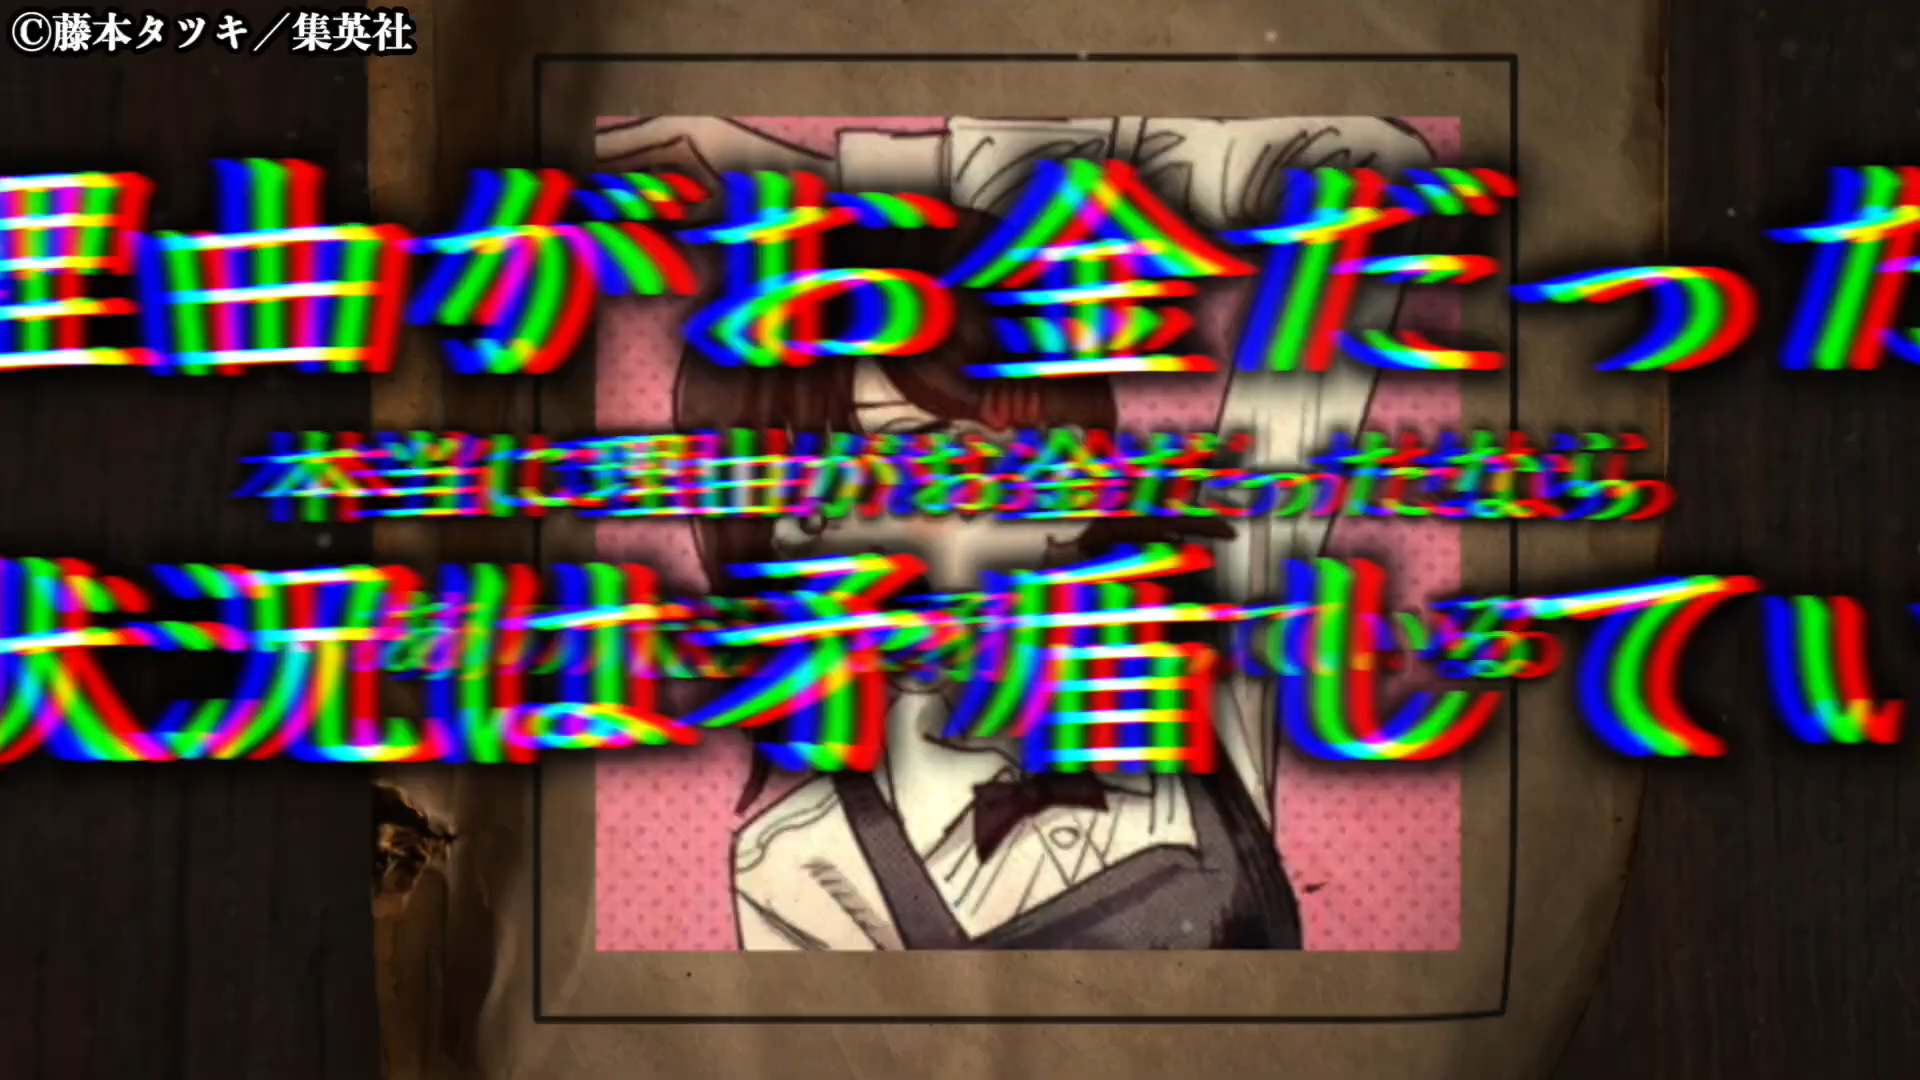 ©藤本タツキ／集英社
理由がお金だった
本当に理由がお金だったなら
状況は矛盾してい